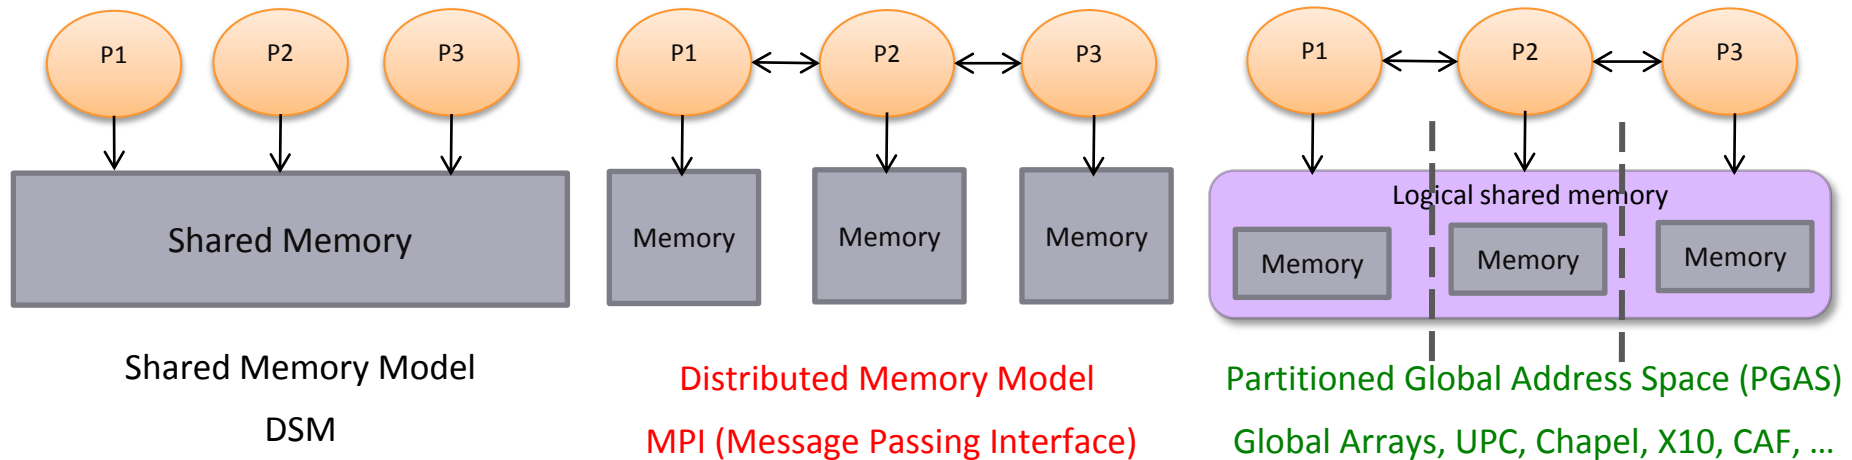 P1
P2
P3
Shared Memory
Shared Memory Model
DSM
P1
P2
P3
Memory
Memory
Memory
Distributed Memory Model
MPI (Message Passing Interface)
P1
P2
P3
Logical shared memory
Memory
Memory
Memory
Partitioned Global Address Space (PGAS)
Global Arrays, UPC, Chapel, X10, CAF, ...